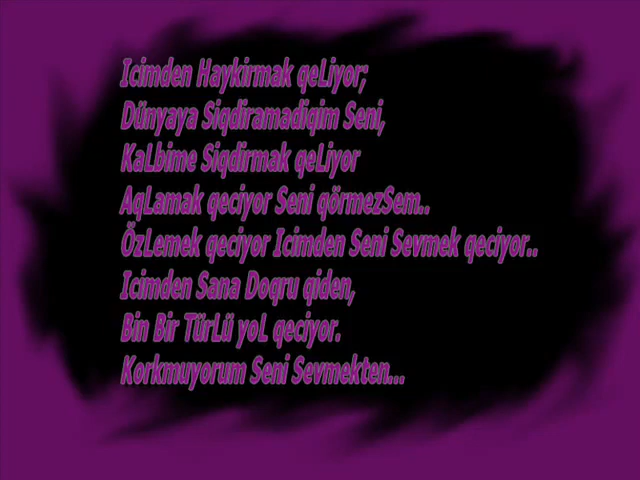 Icimden Haykirmak qeLiyor;
Dünyaya Siqdiramadiqim Seni,
KaLbime Siqdirmak qeLiyor
AqLamak qeciyor Seni qörmezSem..
ÖzLemek qeciyor Icimden Seni Sevmek qeciyor..
Icimden Sana Doqru qiden,
Bin Bir TürLü yoL qeciyor.
Korkmuyorum Seni Sevmekten...